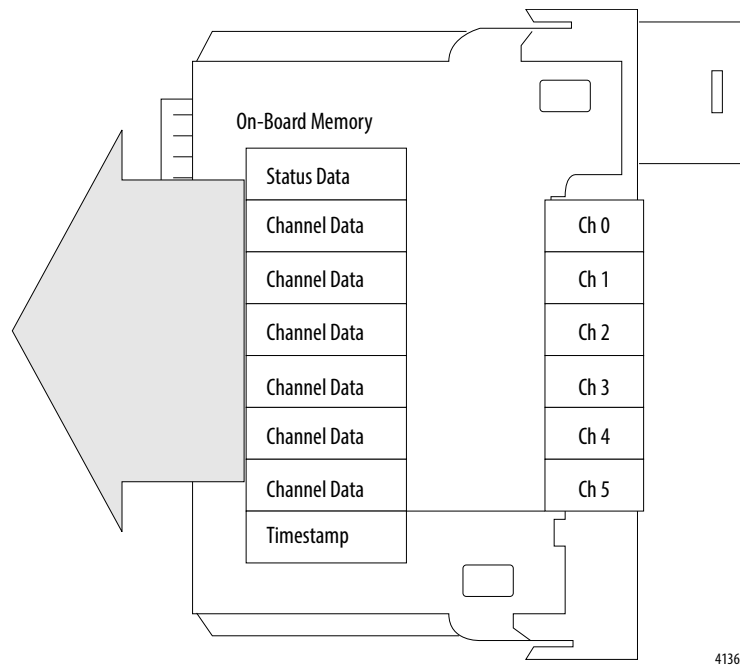 On-Board Memory
Status Data
Channel Data
Ch 0
Channel Data
Ch 1
Channel Data
Ch 2
Channel Data
Ch 3
Channel Data
Ch 4
Channel Data
Ch 5
Timestamp
4136